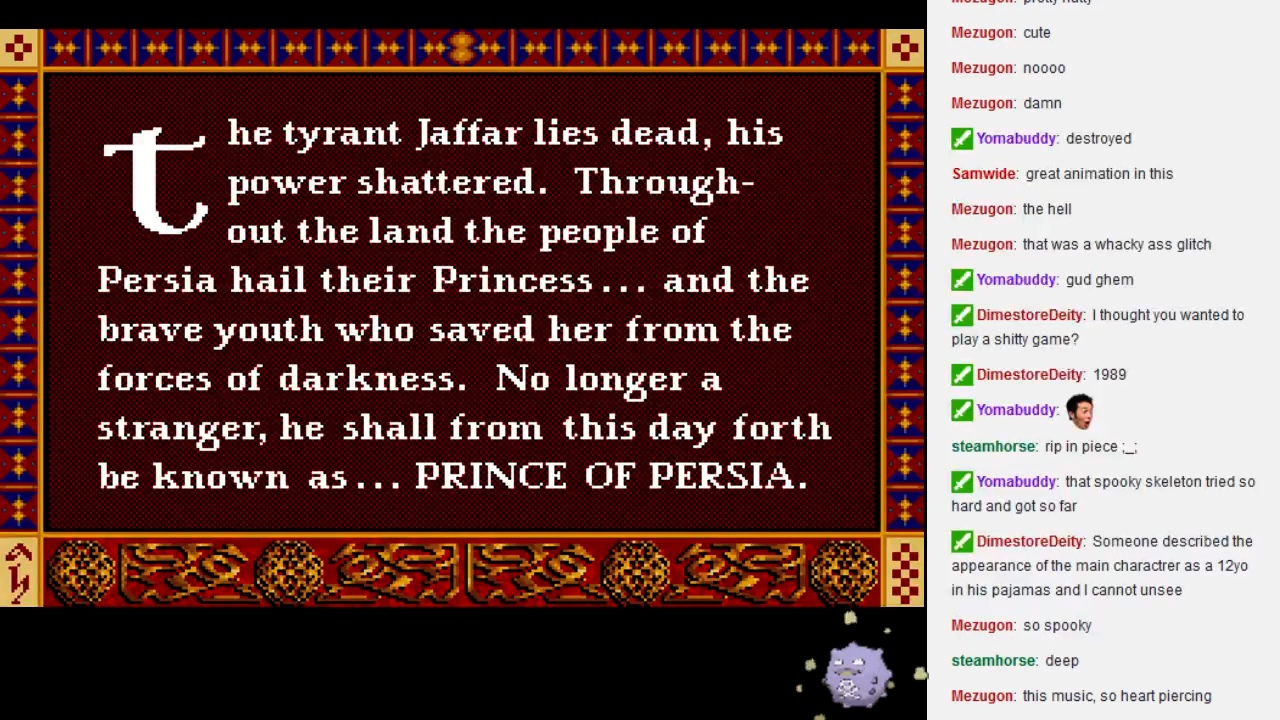 the tyrant Jaffar lies dead, his
power shattered. Through-
out the land the people of
Persia hail their Princess... and the
brave youth who saved her from the
forces of darkness. No longer a
stranger, he shall from this day forth
be known as... PRINCE OF PERSIA.
Mezugon: cute
Mezugon: noooo
Mezugon: damn
Yomabuddy: destroyed
Samwide: great animation in this
Mezugon: the hell
Mezugon: that was a whacky ass glitch
Yomabuddy: gud ghem
DimestoreDeity: I thought you wanted to
play a shitty game?
DimestoreDeity: 1989
Yomabuddy:
steamhorse: rip in piece ;_;
Yomabuddy: that spooky skeleton tried so
hard and got so far
DimestoreDeity: Someone described the
appearance of the main charactrer as a 12yo
in his pajamas and I cannot unsee
Mezugon: so spooky
steamhorse: deep
Mezugon: this music, so heart piercing